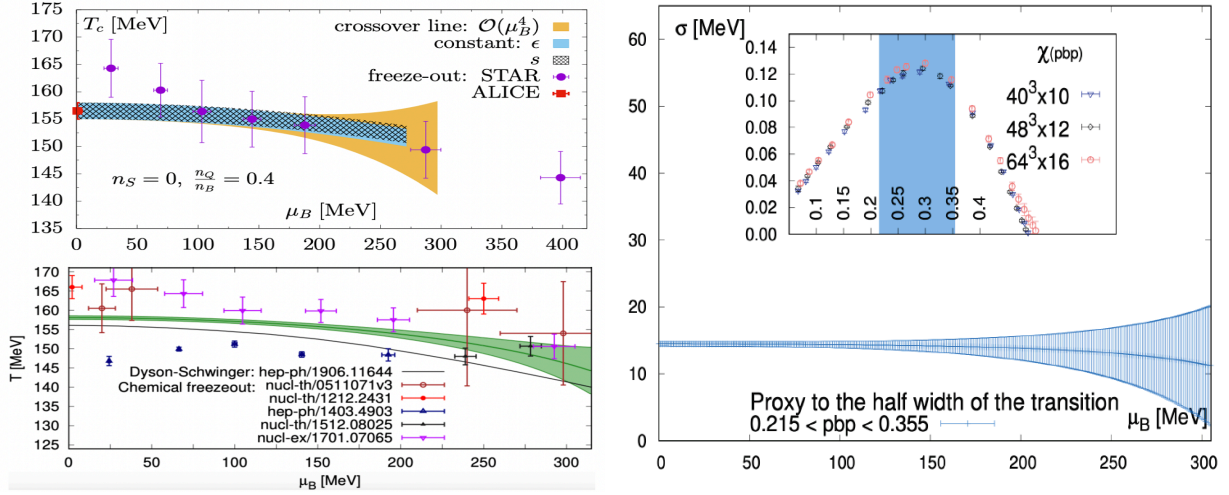 T_c [MeV]
crossover line: O(μ_B^4)
constant: ϵ
s
freeze-out: STAR
ALICE
175
170
165
160
155
150
145
140
135
n_S = 0, n_Q/n_B = 0.4
μ_B [MeV]
0 50 100 150 200 250 300 350 400
T [MeV]
170
165
160
155
150
145
140
135
130
125
Dyson-Schwinger: hep-ph/1906.11644
Chemical freezeout:
nucl-th/0511071v3
nucl-th/1212.2431
hep-ph/1403.4903
nucl-th/1512.08025
nucl-ex/1701.07065
0 50 100 150 200 250 300
μ_B [MeV]
σ [MeV]
60
50
40
30
20
10
0
0.14
0.12
0.10
0.08
0.06
0.04
0.02
0.00
0.1 0.15 0.2 0.25 0.3 0.35 0.4
χ(pbp)
40^3x10
48^3x12
64^3x16
Proxy to the half width of the transition
0.215 < pbp < 0.355
μ_B [MeV]
0 50 100 150 200 250 300